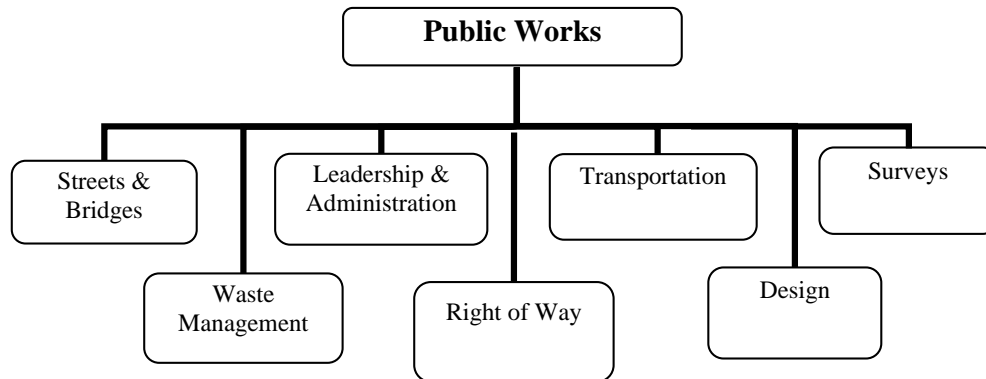 Public Works
Streets &
Bridges
Leadership &
Administration
Transportation
Surveys
Waste
Management
Right of Way
Design